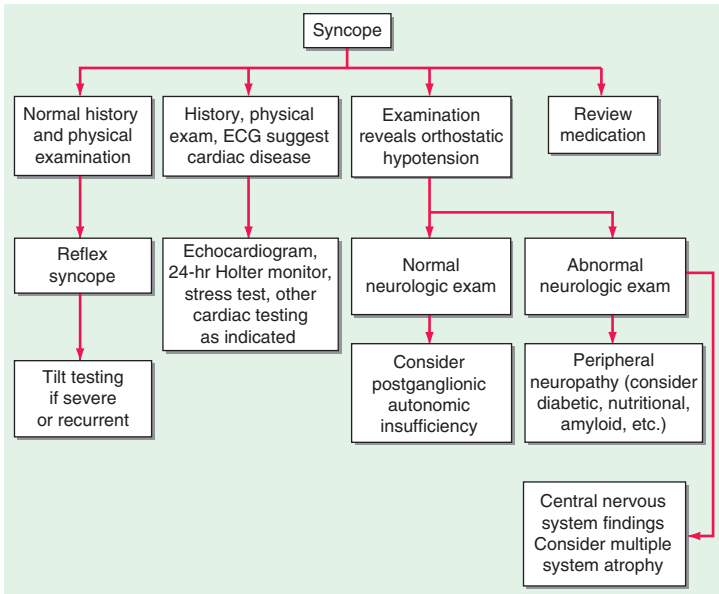 Syncope
Normal history
and physical
examination
History, physical
exam, ECG suggest
cardiac disease
Examination
reveals orthostatic
hypotension
Review
medication
Reflex
syncope
Echocardiogram,
24-hr Holter monitor,
stress test, other
cardiac testing
as indicated
Normal
neurologic exam
Abnormal
neurologic exam
Tilt testing
if severe
or recurrent
Consider
postganglionic
autonomic
insufficiency
Peripheral
neuropathy (consider
diabetic, nutritional,
amyloid, etc.)
Central nervous
system findings
Consider multiple
system atrophy